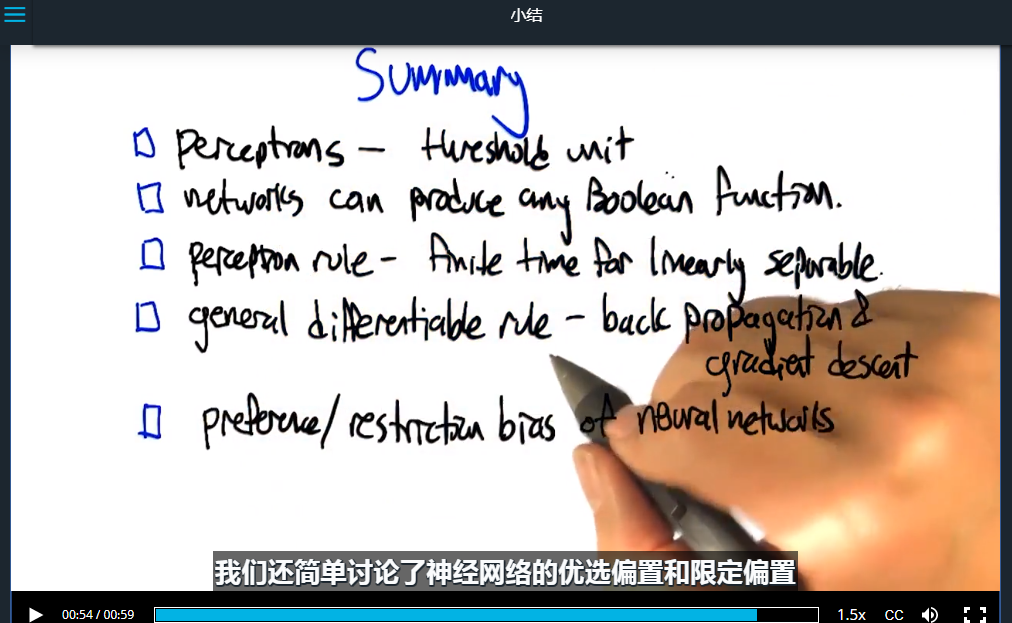 小结
Summary
perceptrons - threshold unit
networks can produce any Boolean function.
perceptron rule - finite time for linearly separable.
general differentiable rule - back propagation &
gradient descent
preference/restriction bias of neural networks
我们还简单讨论了神经网络的优选偏置和限定偏置
00:54 / 00:59
1.5x
CC